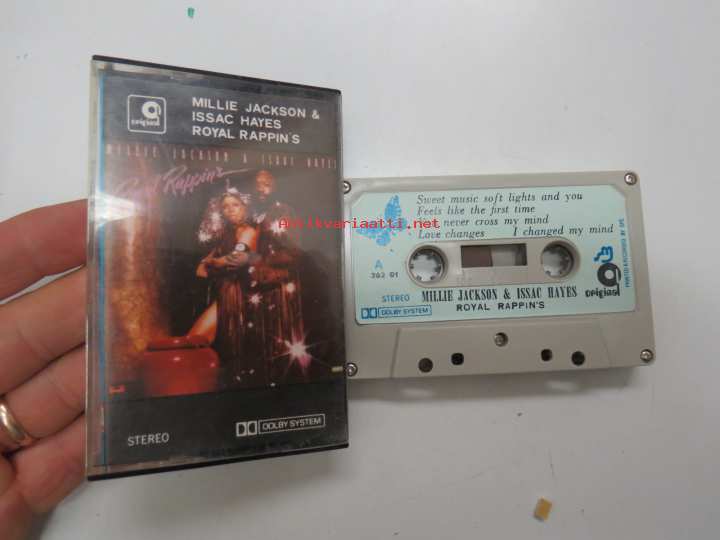 Original
MILLIE JACKSON &
ISSAC HAYES
ROYAL RAPPIN'S
MILLIE JACKSON & ISAAC HAYES
Royal Rappin's
STEREO
DOLBY SYSTEM
Antikvariaatti.net
Sweet music soft lights and you
Feels like the first time
never cross my mind
Love changes I changed my mind
A
STEREO
DOLBY SYSTEM
MILLIE JACKSON & ISSAC HAYES
ROYAL RAPPIN'S
Original